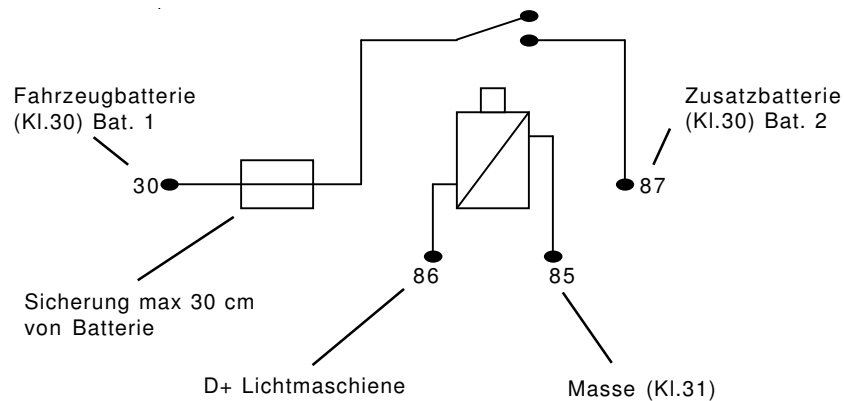 Fahrzeugbatterie
(Kl.30) Bat. 1
Zusatzbatterie
(Kl.30) Bat. 2
30
87
86
85
Sicherung max 30 cm
von Batterie
D+ Lichtmaschiene
Masse (Kl.31)